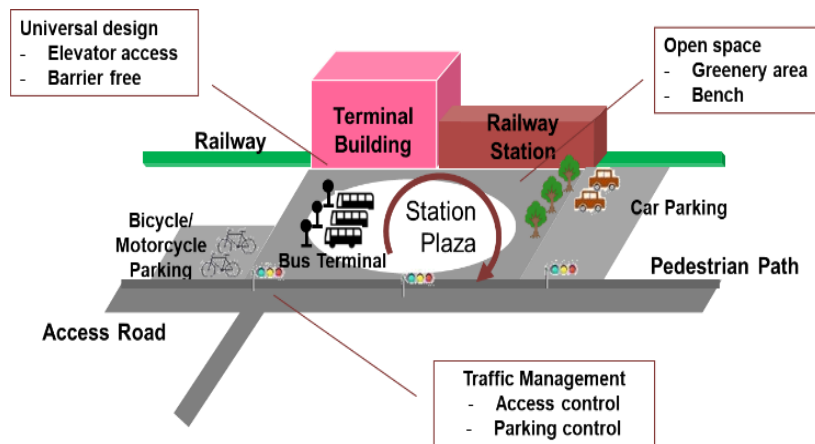 Universal design
- Elevator access
- Barrier free
Open space
- Greenery area
- Bench
Terminal
Building
Railway
Station
Railway
Bicycle/
Motorcycle
Parking
Bus Terminal
Station
Plaza
Car Parking
Pedestrian Path
Access Road
Traffic Management
- Access control
- Parking control